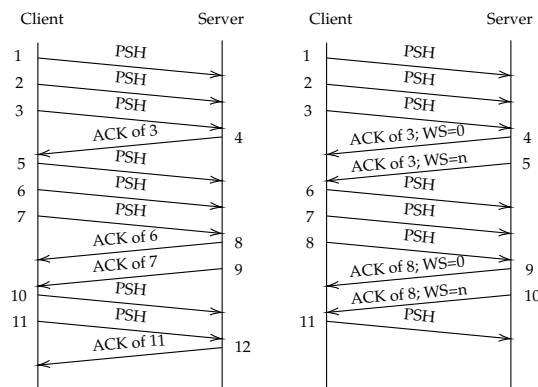 Client Server
1 PSH
2 PSH
3 PSH
ACK of 3 4
5 PSH
6 PSH
7 PSH
ACK of 6 8
ACK of 7 9
10 PSH
11 PSH
ACK of 11 12
Client Server
1 PSH
2 PSH
3 PSH
ACK of 3; WS=0 4
ACK of 3; WS=n 5
6 PSH
7 PSH
8 PSH
ACK of 8; WS=0 9
ACK of 8; WS=n 10
11 PSH